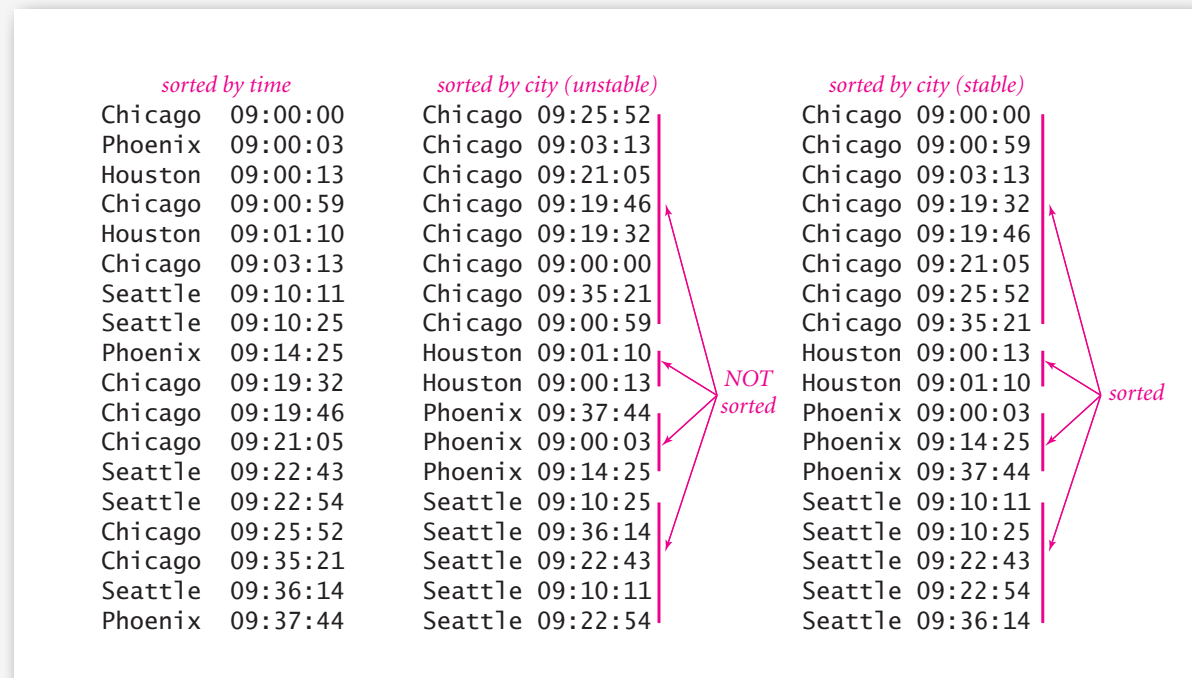 sorted by time
Chicago 09:00:00
Phoenix 09:00:03
Houston 09:00:13
Chicago 09:00:59
Houston 09:01:10
Chicago 09:03:13
Seattle 09:10:11
Seattle 09:10:25
Phoenix 09:14:25
Chicago 09:19:32
Chicago 09:19:46
Chicago 09:21:05
Seattle 09:22:43
Seattle 09:22:54
Chicago 09:25:52
Chicago 09:35:21
Seattle 09:36:14
Phoenix 09:37:44
sorted by city (unstable)
Chicago 09:25:52
Chicago 09:03:13
Chicago 09:21:05
Chicago 09:19:46
Chicago 09:19:32
Chicago 09:00:00
Chicago 09:35:21
Chicago 09:00:59
Houston 09:01:10
Houston 09:00:13
Phoenix 09:37:44
Phoenix 09:00:03
Phoenix 09:14:25
Seattle 09:10:25
Seattle 09:36:14
Seattle 09:22:43
Seattle 09:10:11
Seattle 09:22:54
NOT
sorted
sorted by city (stable)
Chicago 09:00:00
Chicago 09:00:59
Chicago 09:03:13
Chicago 09:19:32
Chicago 09:19:46
Chicago 09:21:05
Chicago 09:25:52
Chicago 09:35:21
Houston 09:00:13
Houston 09:01:10
Phoenix 09:00:03
Phoenix 09:14:25
Phoenix 09:37:44
Seattle 09:10:11
Seattle 09:10:25
Seattle 09:22:43
Seattle 09:22:54
Seattle 09:36:14
sorted